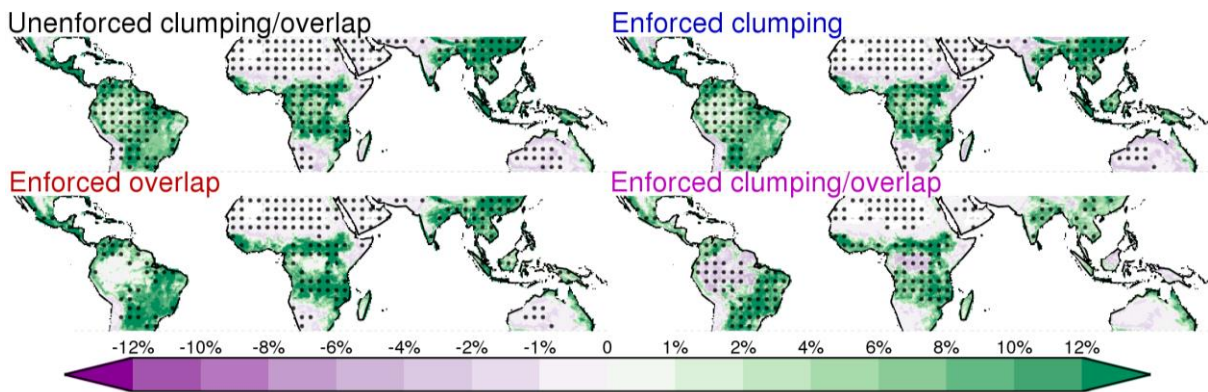 Unenforced clumping/overlap
Enforced clumping
Enforced overlap
Enforced clumping/overlap
-12% -10% -8% -6% -4% -2% -1% 0 1% 2% 4% 6% 8% 10% 12%